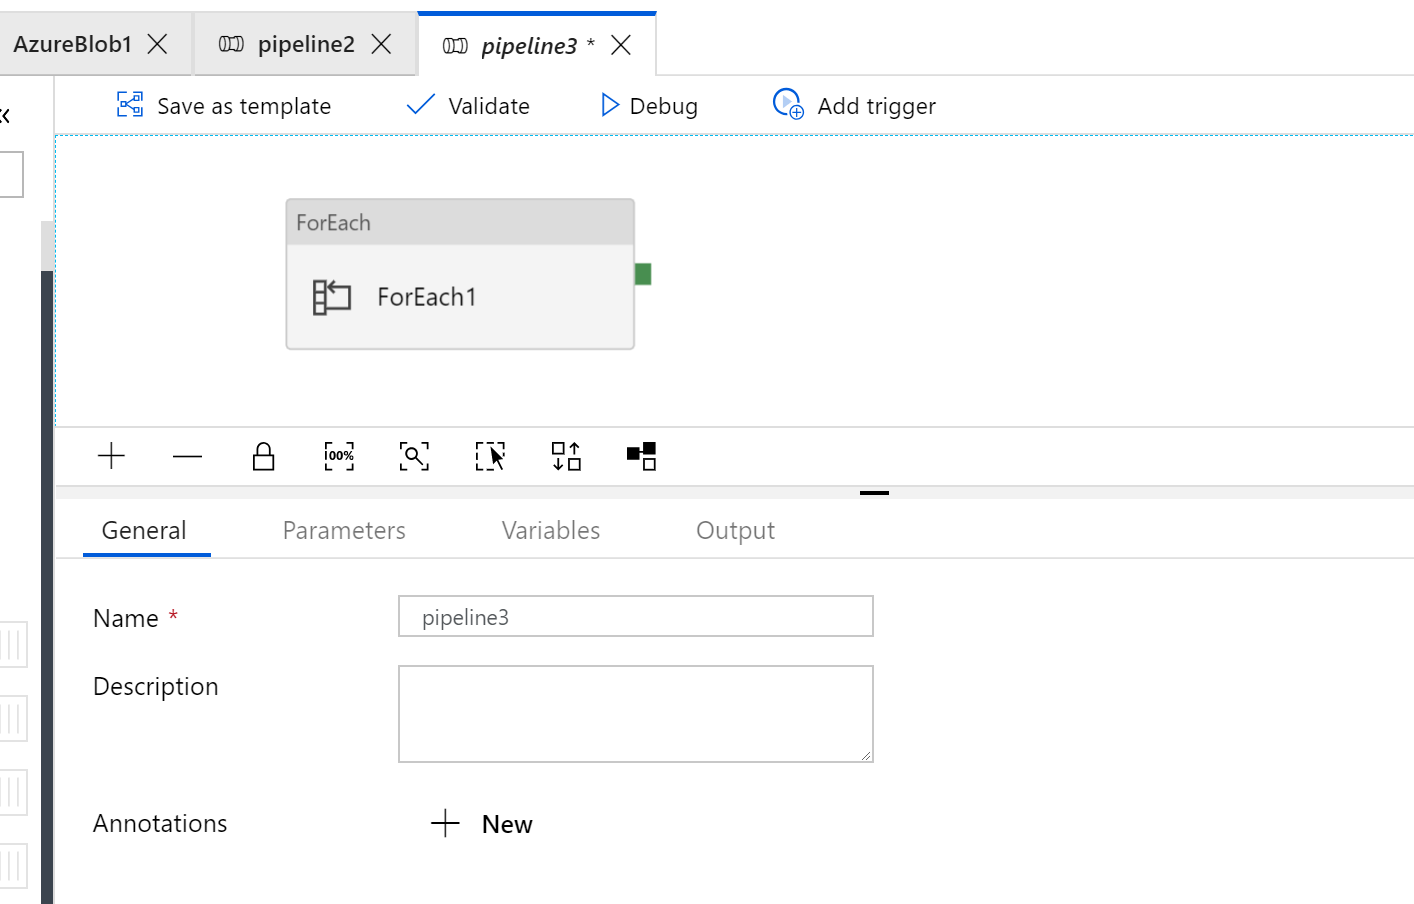 AzureBlob1 pipeline2 pipeline3 *
Save as template Validate Debug Add trigger
ForEach
ForEach1
100%
General Parameters Variables Output
Name * pipeline3
Description
Annotations New